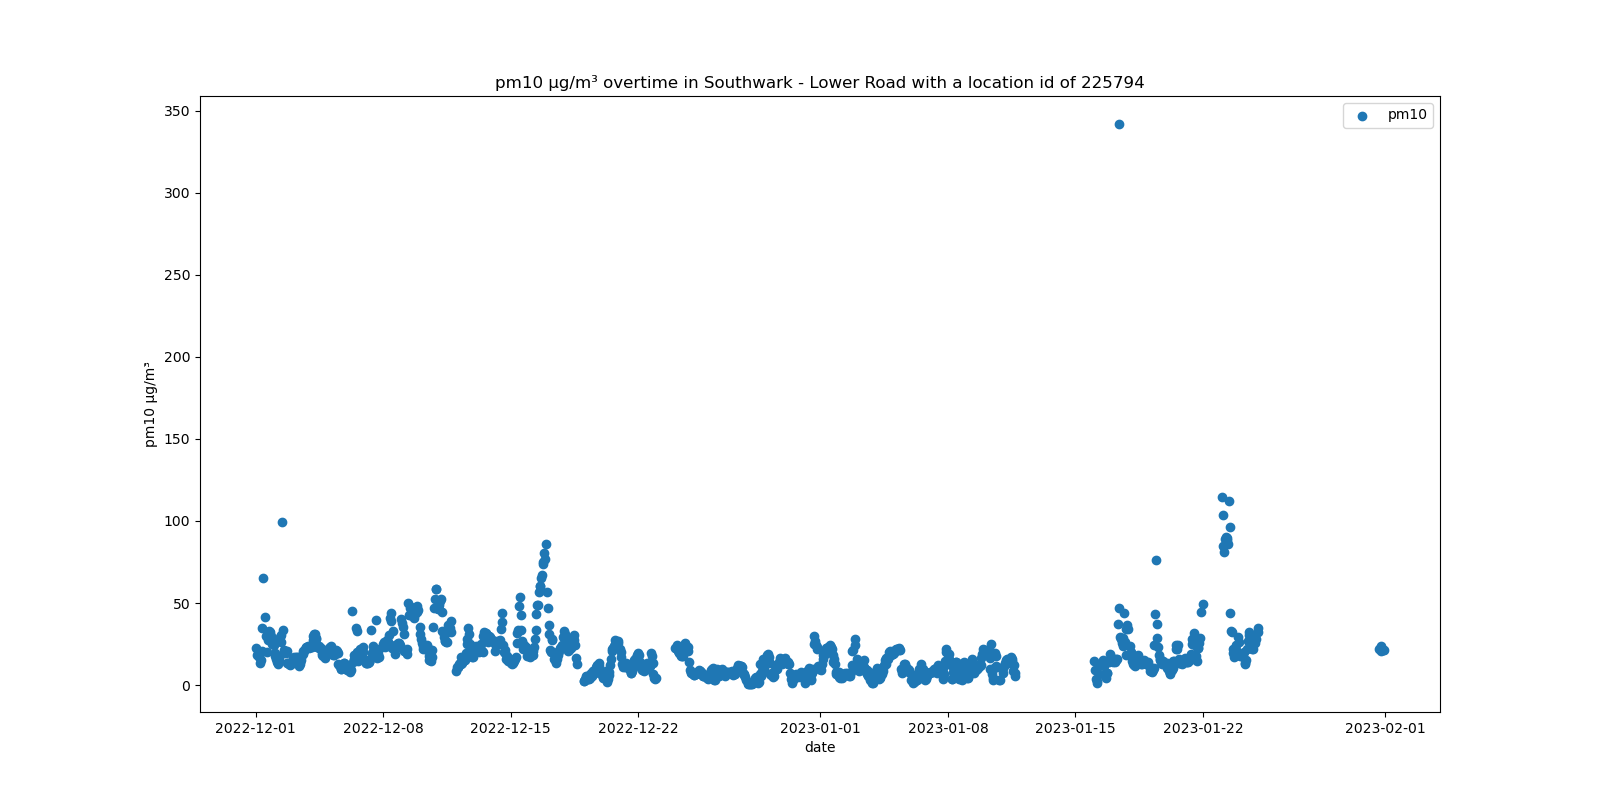 pm10 µg/m³ overtime in Southwark - Lower Road with a location id of 225794
pm10
350
300
250
200
150
100
50
0
pm10 µg/m³
2022-12-01 2022-12-08 2022-12-15 2022-12-22 2023-01-01 2023-01-08 2023-01-15 2023-01-22 2023-02-01
date